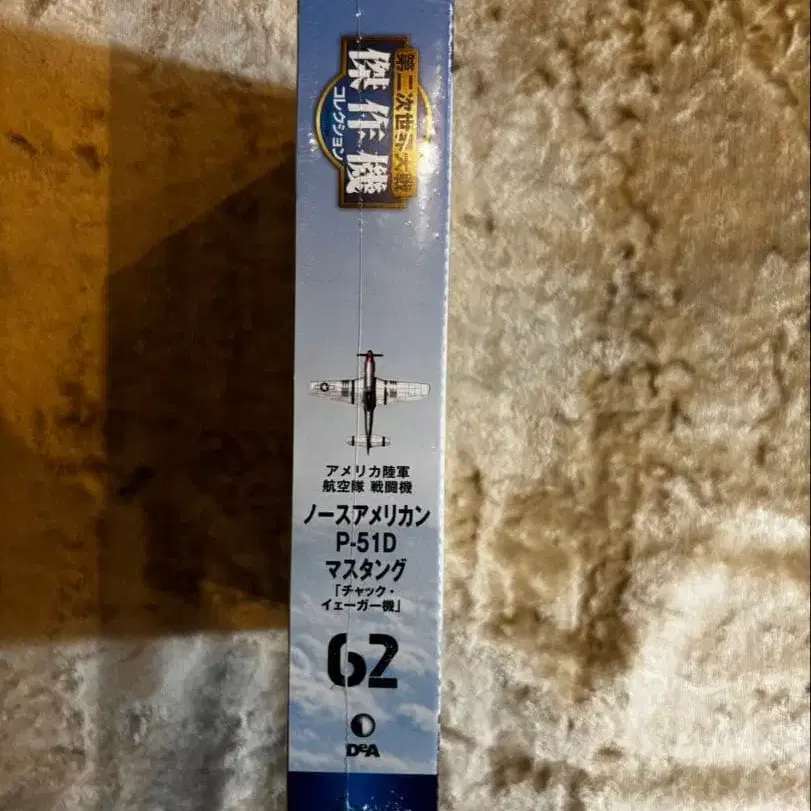 第二次世界大戦
傑作機
コレクション
アメリカ陸軍
航空隊 戦闘機
ノースアメリカン
P-51D
マスタング
「チャック・
イェーガー機」
62
DeA